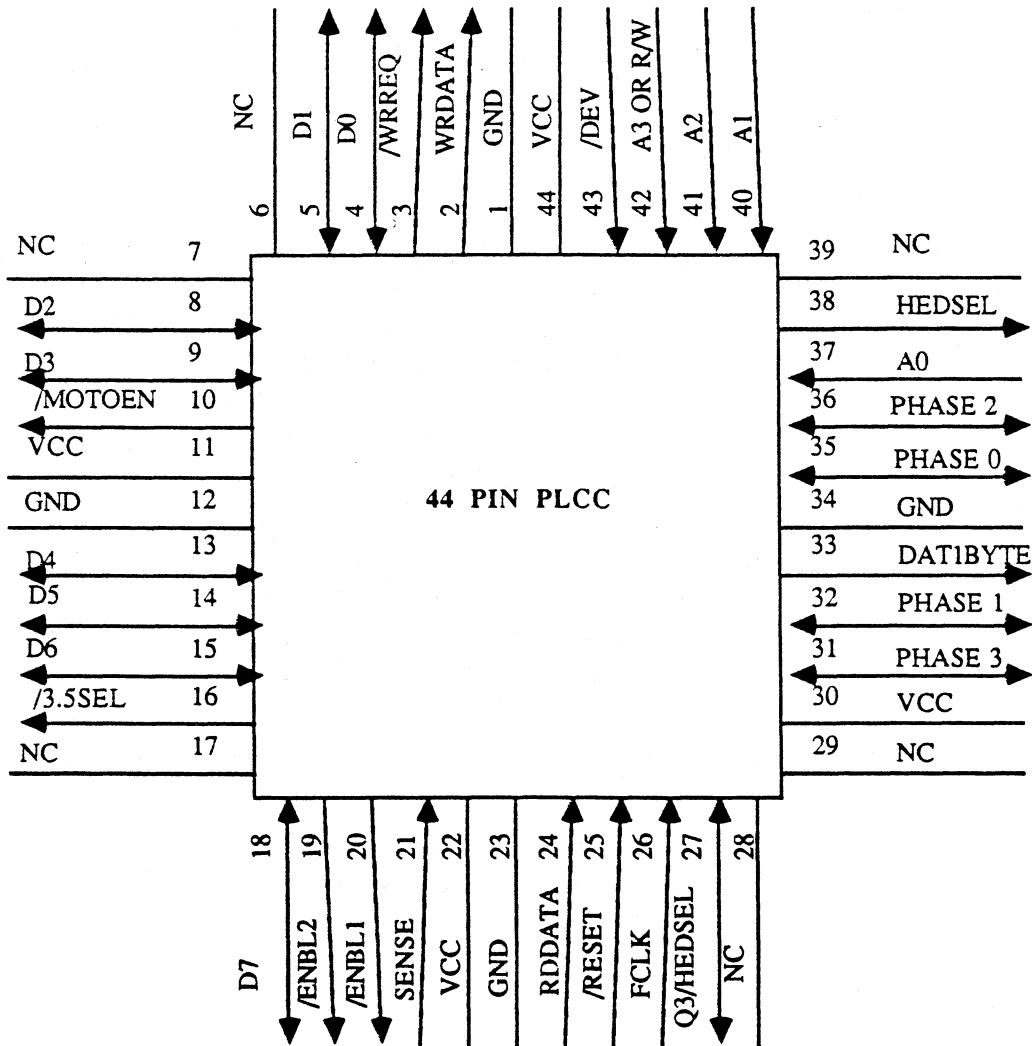 NC 6
D1 5
D0 4
/WRREQ 3
WRDATA 2
GND 1
VCC 44
/DEV 43
A3 OR R/W 42
A2 41
A1 40
NC 7
D2 8
D3 9
/MOTOEN 10
VCC 11
GND 12
D4 13
D5 14
D6 15
/3.5SEL 16
NC 17
44 PIN PLCC
39 NC
38 HEDSEL
37 A0
36 PHASE 2
35 PHASE 0
34 GND
33 DAT1BYTE
32 PHASE 1
31 PHASE 3
30 VCC
29 NC
D7 18
/ENBL2 19
/ENBL1 20
SENSE 21
VCC 22
GND 23
RDDATA 24
/RESET 25
FCLK 26
Q3/HEDSEL 27
NC 28